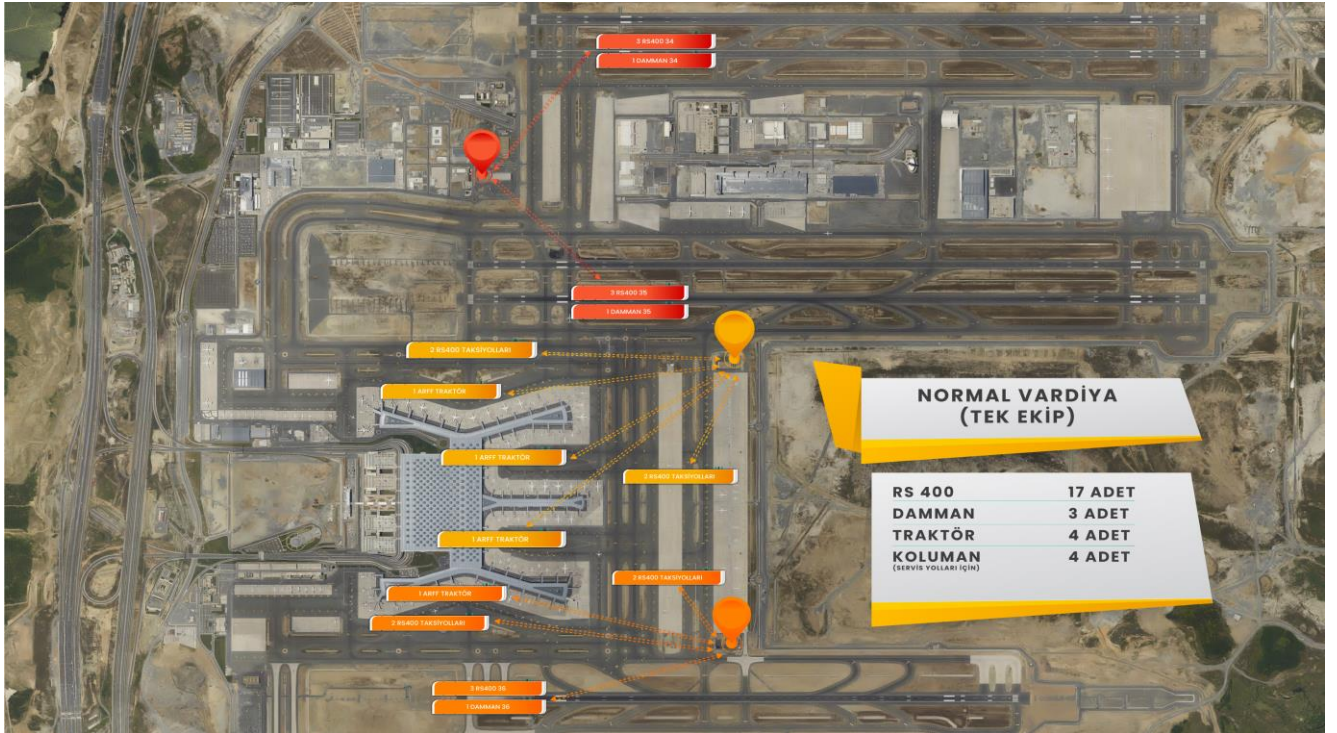 3 RS400 34
1 DAMMAN 34
3 RS400 35
1 DAMMAN 35
2 RS400 TAKSİYOLLARI
1 ARFF TRAKTÖR
1 ARFF TRAKTÖR
2 RS400 TAKSİYOLLARI
1 ARFF TRAKTÖR
2 RS400 TAKSİYOLLARI
1 ARFF TRAKTÖR
2 RS400 TAKSİYOLLARI
3 RS400 36
1 DAMMAN 36
NORMAL VARDİYA
(TEK EKİP)
RS 400 17 ADET
DAMMAN 3 ADET
TRAKTÖR 4 ADET
KOLUMAN 4 ADET
(SERVİS YOLLARI İÇİN)